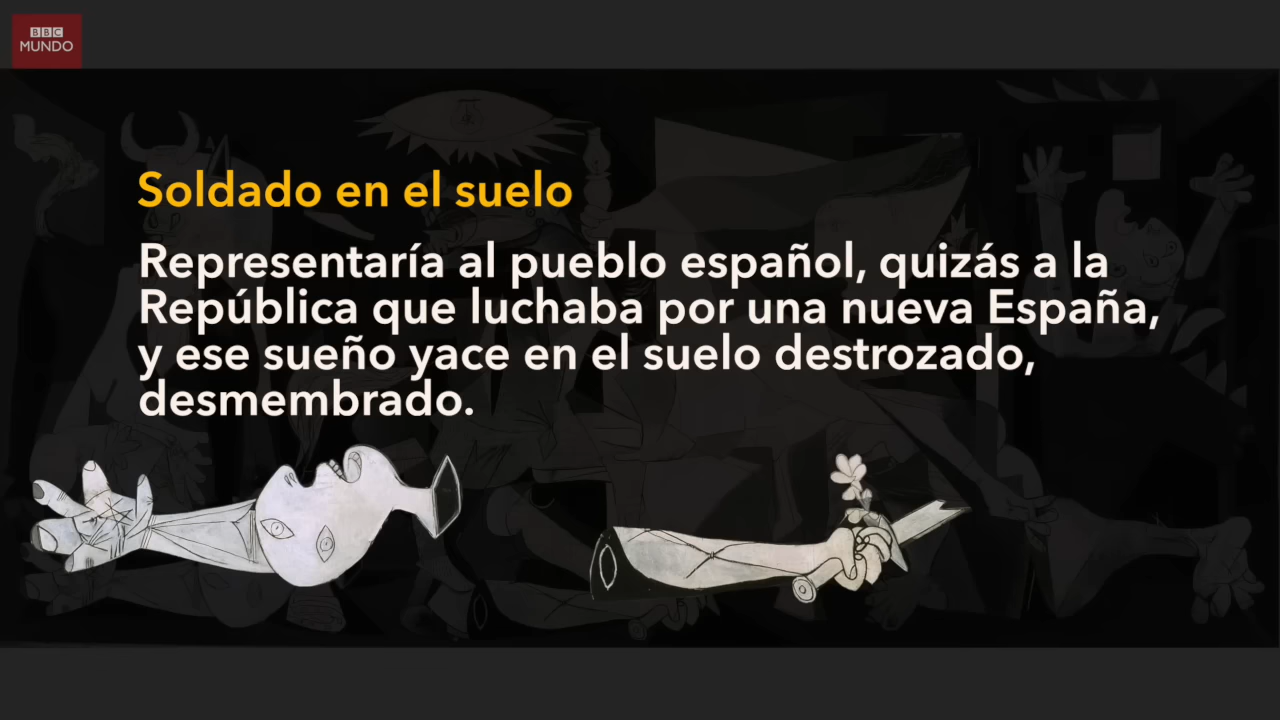 BBC
MUNDO
Soldado en el suelo
Representaría al pueblo español, quizás a la
República que luchaba por una nueva España,
y ese sueño yace en el suelo destrozado,
desmembrado.